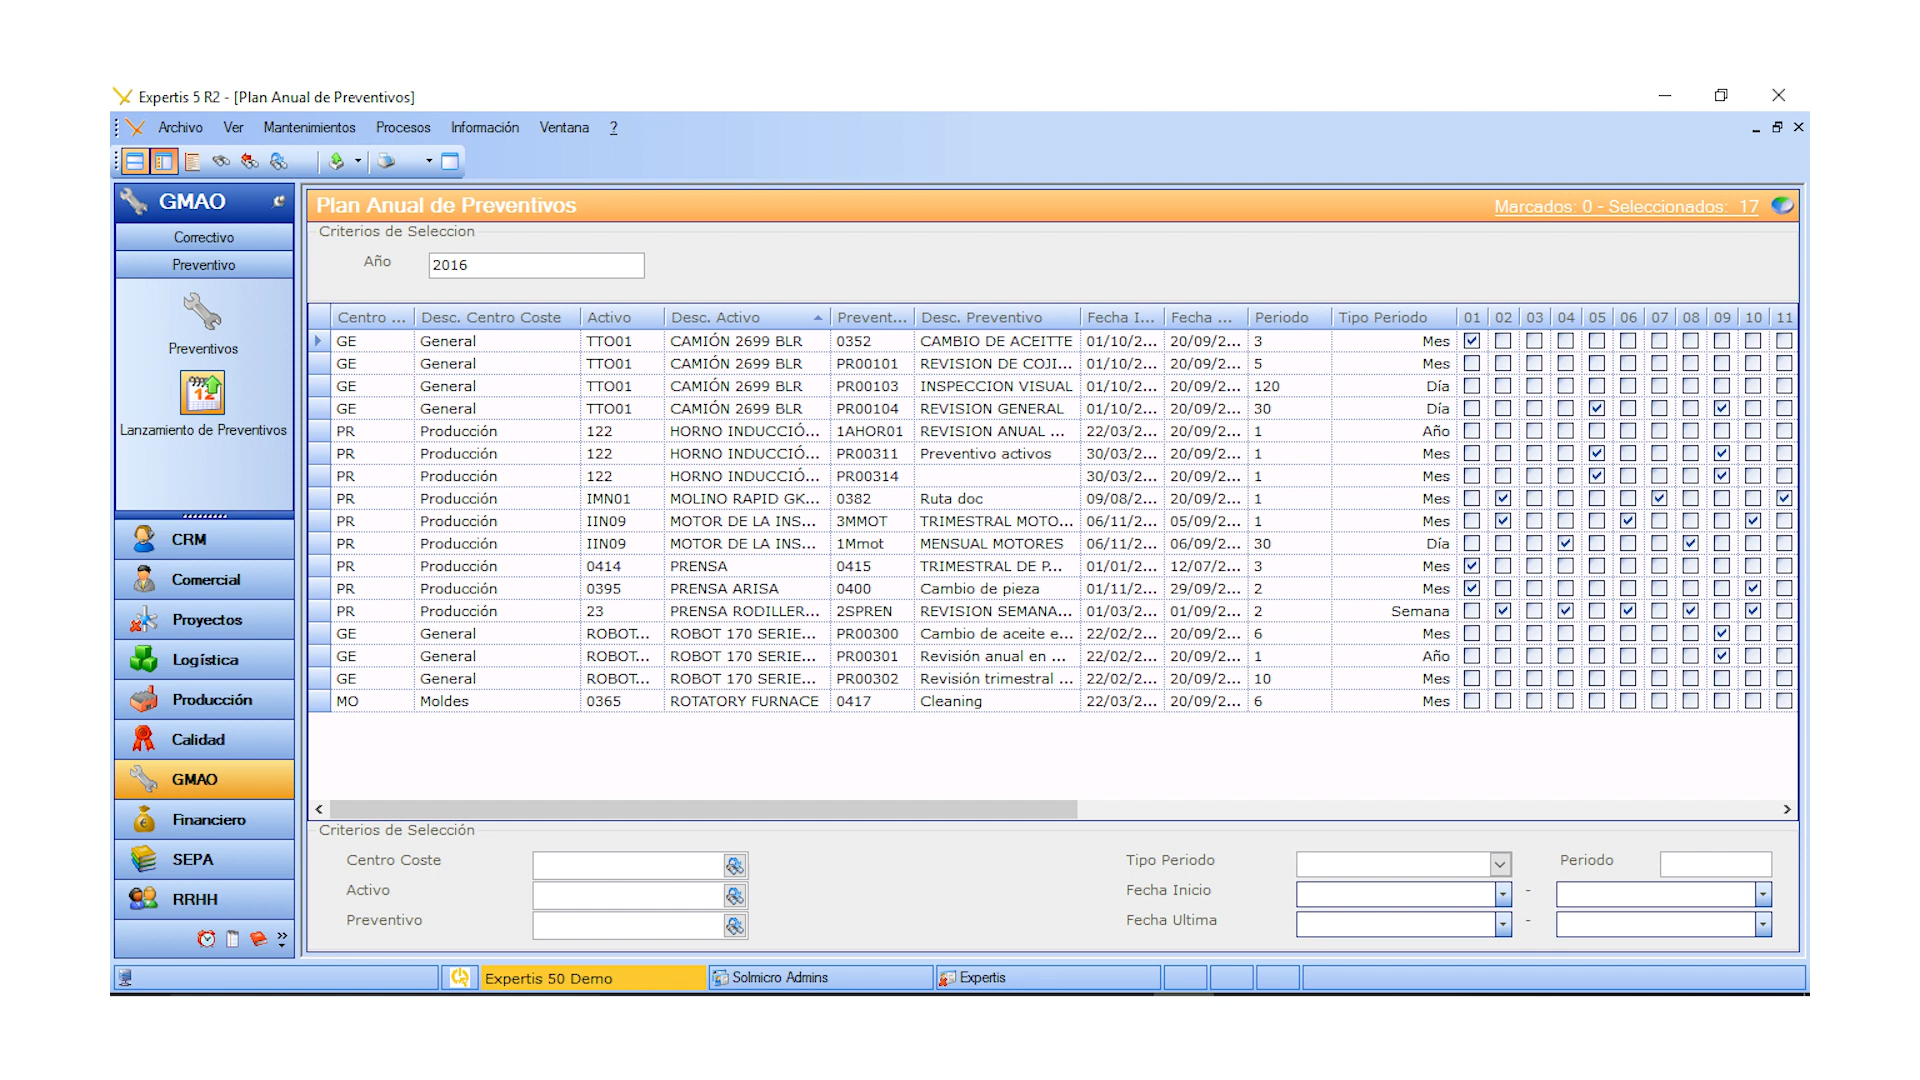 Expertis 5 R2 - [Plan Anual de Preventivos]
Archivo Ver Mantenimientos Procesos Información Ventana ?
GMAO
Correctivo
Preventivo
Preventivos
12
Lanzamiento de Preventivos
CRM
Comercial
Proyectos
Logística
Producción
Calidad
GMAO
Financiero
SEPA
RRHH
Plan Anual de Preventivos Marcados: 0 - Seleccionados: 17
Criterios de Seleccion
Año 2016
Centro ... Desc. Centro Coste Activo Desc. Activo Prevent... Desc. Preventivo Fecha I... Fecha ... Periodo Tipo Periodo 01 02 03 04 05 06 07 08 09 10 11
GE General TTO01 CAMIÓN 2699 BLR 0352 CAMBIO DE ACEITTE 01/10/2... 20/09/2... 3 Mes
GE General TTO01 CAMIÓN 2699 BLR PR00101 REVISION DE COJI... 01/10/2... 20/09/2... 5 Mes
GE General TTO01 CAMIÓN 2699 BLR PR00103 INSPECCION VISUAL 01/10/2... 20/09/2... 120 Día
GE General TTO01 CAMIÓN 2699 BLR PR00104 REVISION GENERAL 01/10/2... 20/09/2... 30 Día
PR Producción 122 HORNO INDUCCIÓ... 1AHOR01 REVISION ANUAL ... 22/03/2... 20/09/2... 1 Año
PR Producción 122 HORNO INDUCCIÓ... PR00311 Preventivo activos 30/03/2... 20/09/2... 1 Mes
PR Producción 122 HORNO INDUCCIÓ... PR00314 30/03/2... 20/09/2... 1 Mes
PR Producción IMN01 MOLINO RAPID GK... 0382 Ruta doc 09/08/2... 20/09/2... 1 Mes
PR Producción IIN09 MOTOR DE LA INS... 3MMOT TRIMESTRAL MOTO... 06/11/2... 05/09/2... 1 Mes
PR Producción IIN09 MOTOR DE LA INS... 1Mmot MENSUAL MOTORES 06/11/2... 06/09/2... 30 Día
PR Producción 0414 PRENSA 0415 TRIMESTRAL DE P... 01/01/2... 12/07/2... 3 Mes
PR Producción 0395 PRENSA ARISA 0400 Cambio de pieza 01/11/2... 29/09/2... 2 Mes
PR Producción 23 PRENSA RODILLER... 2SPREN REVISION SEMANA... 01/03/2... 01/09/2... 2 Semana
GE General ROBOT... ROBOT 170 SERIE... PR00300 Cambio de aceite e... 22/02/2... 20/09/2... 6 Mes
GE General ROBOT... ROBOT 170 SERIE... PR00301 Revisión anual en ... 22/02/2... 20/09/2... 1 Año
GE General ROBOT... ROBOT 170 SERIE... PR00302 Revisión trimestral ... 22/02/2... 20/09/2... 10 Mes
MO Moldes 0365 ROTATORY FURNACE 0417 Cleaning 22/03/2... 20/09/2... 6 Mes
Criterios de Selección
Centro Coste Tipo Periodo Periodo
Activo Fecha Inicio -
Preventivo Fecha Ultima -
Expertis 50 Demo Solmicro Admins Expertis